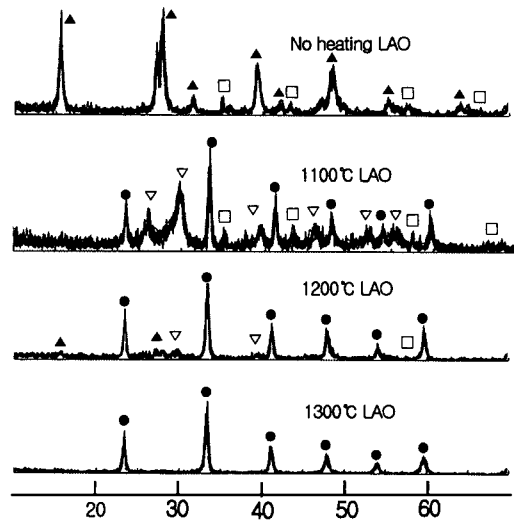 No heating LAO
1100℃ LAO
1200℃ LAO
1300℃ LAO
20 30 40 50 60